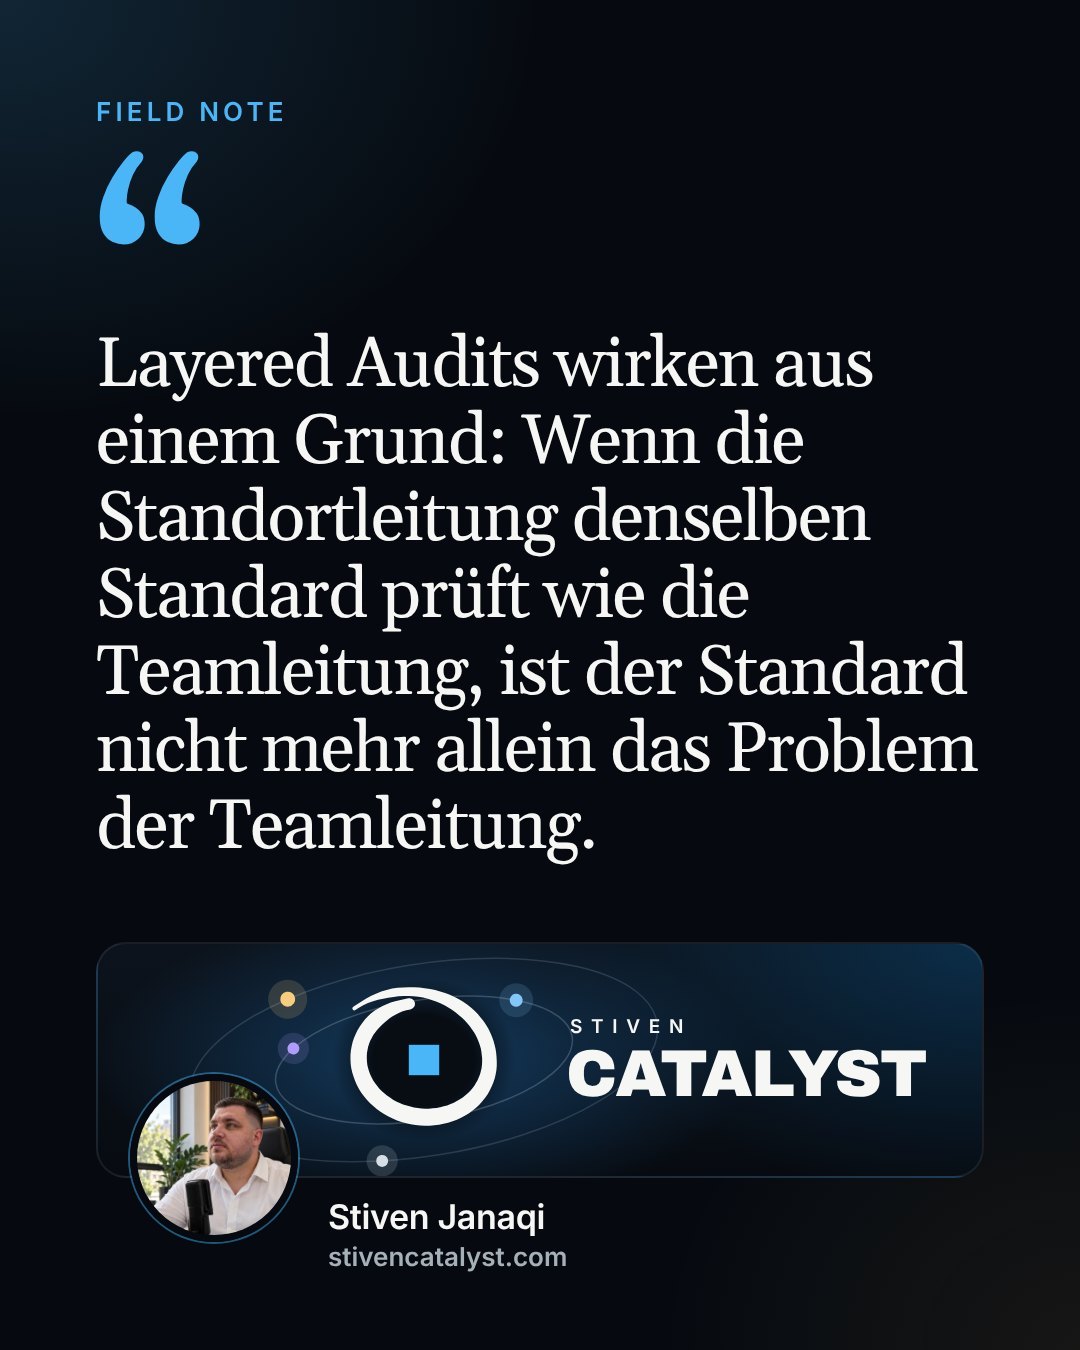 FIELD NOTE
“
Layered Audits wirken aus
einem Grund: Wenn die
Standortleitung denselben
Standard prüft wie die
Teamleitung, ist der Standard
nicht mehr allein das Problem
der Teamleitung.
STIVEN
CATALYST
Stiven Janaqi
stivencatalyst.com